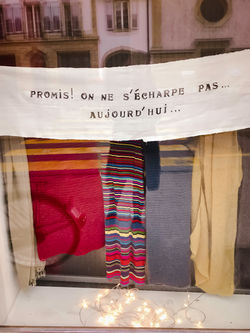 PROMIS! ON NE S'ÉCHARPE PAS...
AUJOURD'HUI...